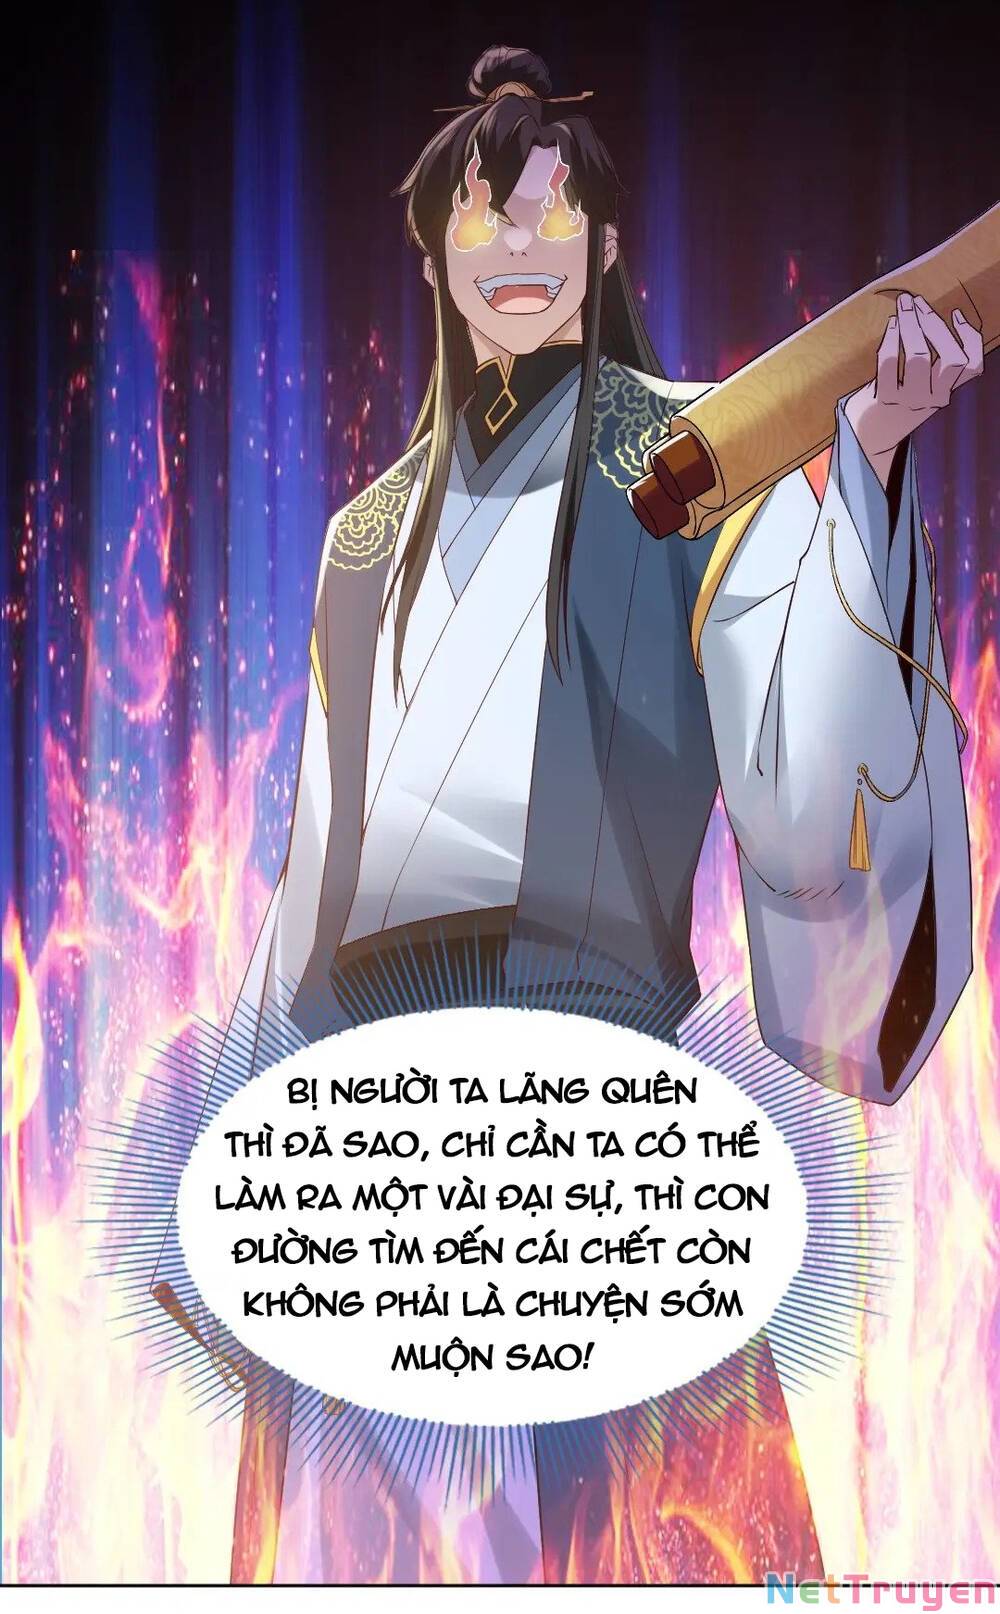 BỊ NGƯỜI TA LÃNG QUÊN
THÌ ĐÃ SAO, CHỈ CẦN TA CÓ THỂ
LÀM RA MỘT VÀI ĐẠI SỰ, THÌ CON
ĐƯỜNG TÌM ĐẾN CÁI CHẾT CÒN
KHÔNG PHẢI LÀ CHUYỆN SỚM
MUỘN SAO!
NetTruyen